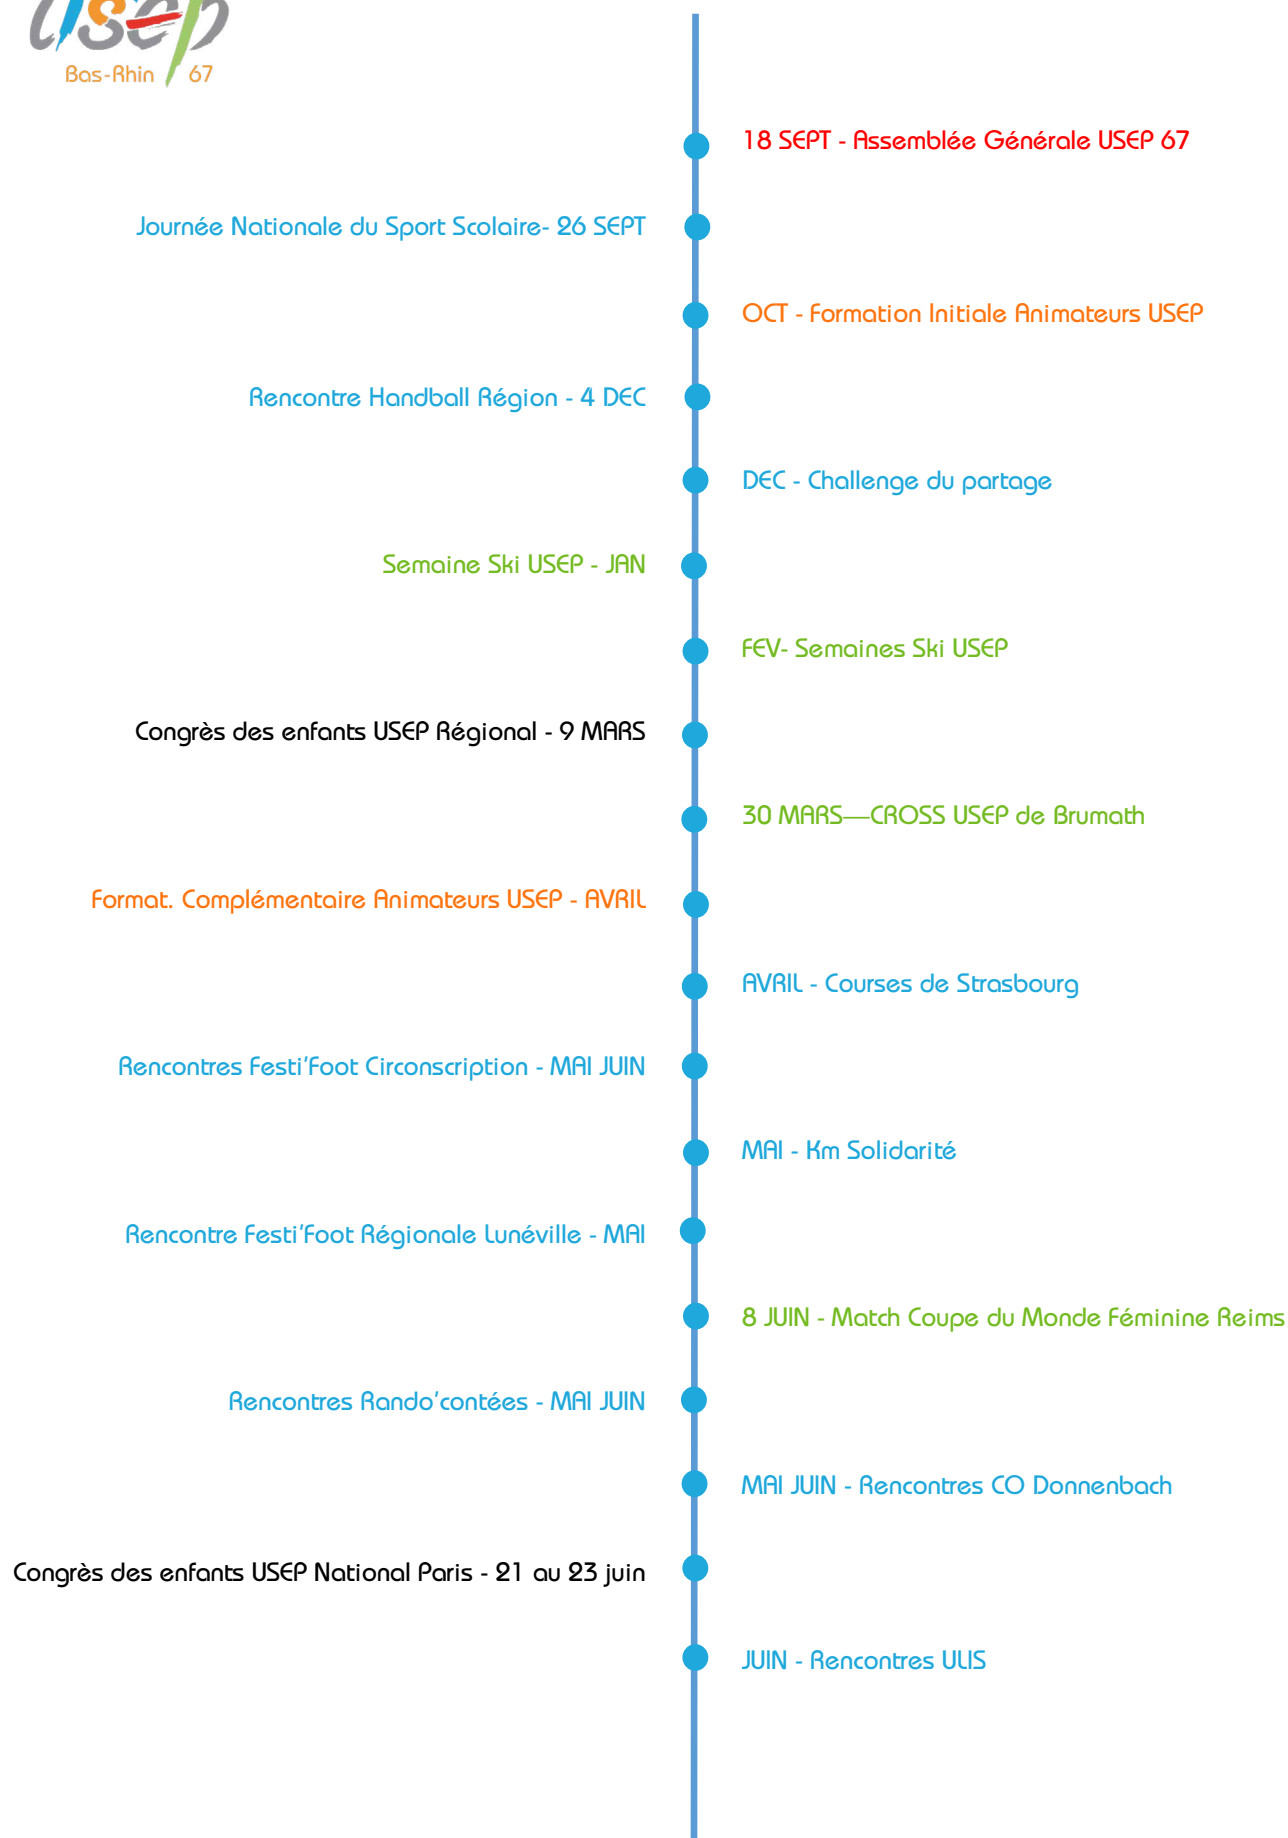 usep
Bas-Rhin 67
18 SEPT - Assemblée Générale USEP 67
Journée Nationale du Sport Scolaire- 26 SEPT
OCT - Formation Initiale Animateurs USEP
Rencontre Handball Région - 4 DEC
DEC - Challenge du partage
Semaine Ski USEP - JAN
FEV- Semaines Ski USEP
Congrès des enfants USEP Régional - 9 MARS
30 MARS—CROSS USEP de Brumath
Format. Complémentaire Animateurs USEP - AVRIL
AVRIL - Courses de Strasbourg
Rencontres Festi'Foot Circonscription - MAI JUIN
MAI - Km Solidarité
Rencontre Festi'Foot Régionale Lunéville - MAI
8 JUIN - Match Coupe du Monde Féminine Reims
Rencontres Rando'contées - MAI JUIN
MAI JUIN - Rencontres CO Donnenbach
Congrès des enfants USEP National Paris - 21 au 23 juin
JUIN - Rencontres ULIS